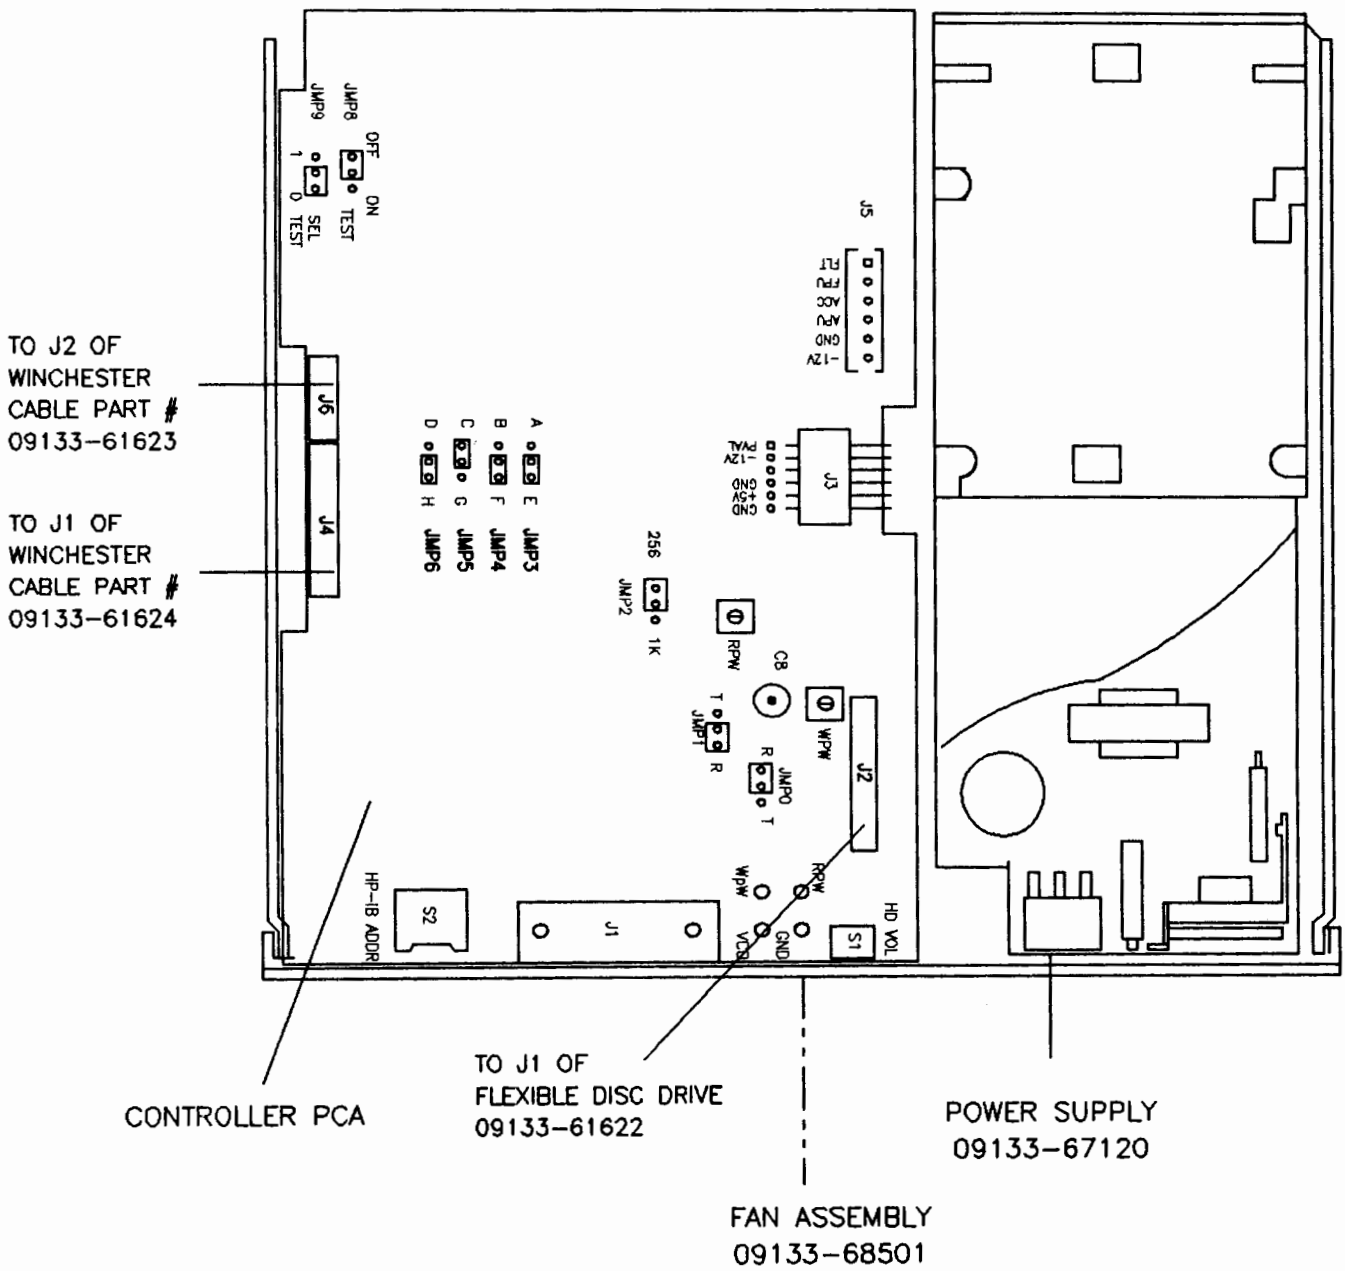 JMP9
JMP8
OFF
1
0
ON
SEL
TEST
TEST
J5
FLT
FPU
ACC
APU
GND
-12V
TO J2 OF
WINCHESTER
CABLE PART #
09133-61623
J6
TO J1 OF
WINCHESTER
CABLE PART #
09133-61624
J4
D
C
B
A
H
G
F
E
JMP6
JMP5
JMP4
JMP3
PVAL
-12V
GND
+5V
GND
J3
256
JMP2
1K
RPW
C8
WPW
T
JMP1
R
R
JMP0
T
J2
WpW
RPW
HP-IB ADDR
S2
J1
VCO
GND
S1
HD VOL
CONTROLLER PCA
TO J1 OF
FLEXIBLE DISC DRIVE
09133-61622
POWER SUPPLY
09133-67120
FAN ASSEMBLY
09133-68501